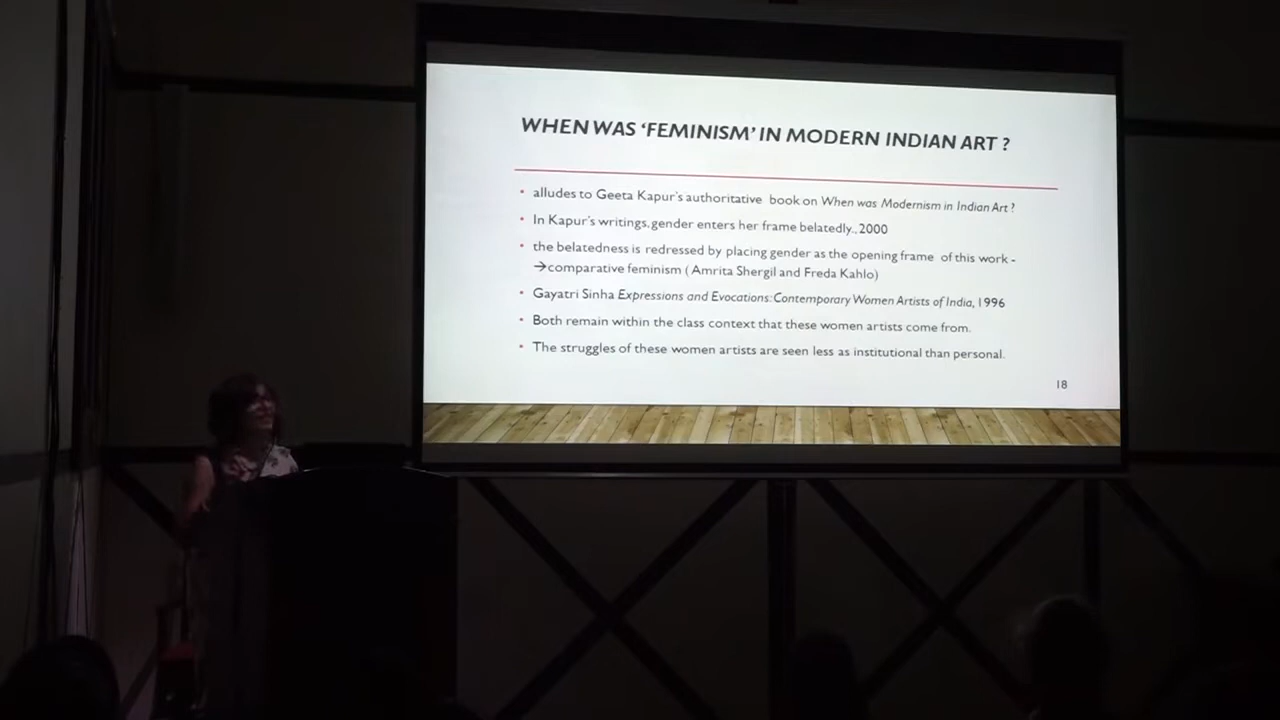 WHEN WAS ‘FEMINISM’ IN MODERN INDIAN ART ?
• alludes to Geeta Kapur's authoritative book on When was Modernism in Indian Art ?
• In Kapur's writings, gender enters her frame belatedly., 2000
• the belatedness is redressed by placing gender as the opening frame of this work -
→comparative feminism ( Amrita Shergil and Freda Kahlo)
• Gayatri Sinha Expressions and Evocations: Contemporary Women Artists of India, 1996
• Both remain within the class context that these women artists come from.
• The struggles of these women artists are seen less as institutional than personal.
18